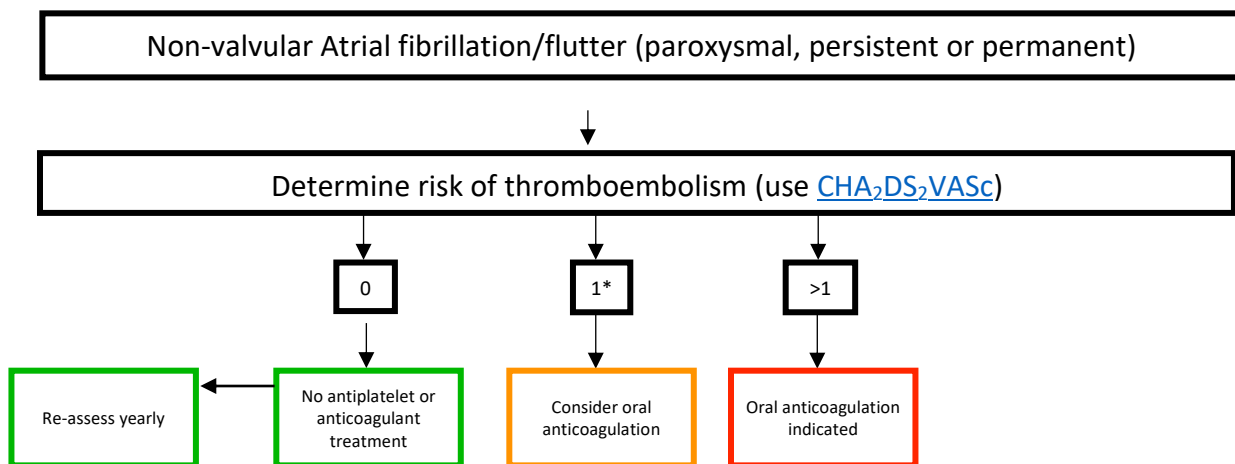 Non-valvular Atrial fibrillation/flutter (paroxysmal, persistent or permanent)
Determine risk of thromboembolism (use CHA₂DS₂VASc)
0
1*
>1
Re-assess yearly
No antiplatelet or
anticoagulant
treatment
Consider oral
anticoagulation
Oral anticoagulation
indicated